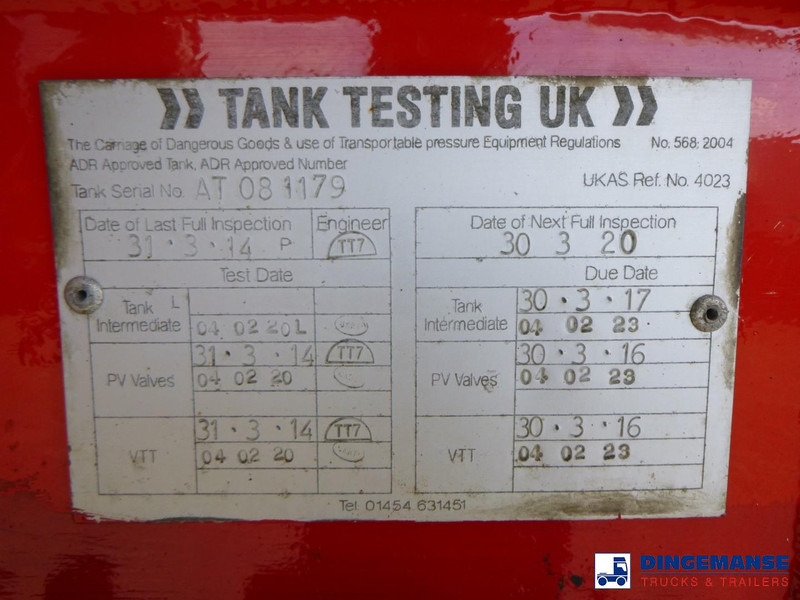 TANK TESTING UK
The Carriage of Dangerous Goods & use of Transportable pressure Equipment Regulations No. 568, 2004
ADR Approved Tank, ADR Approved Number
Tank Serial No. AT 08 1179 UKAS Ref. No. 4023
Date of Last Full Inspection Engineer Date of Next Full Inspection
31 · 3 · 14 P TT7 30 3 20
Test Date Due Date
Tank L Tank 30 · 3 · 17
Intermediate 04 02 20 L Intermediate 04 02 23
31 · 3 · 14 TT7 30 · 3 · 16
PV Valves 04 02 20 PV Valves 04 02 23
31 · 3 · 14 TT7 30 · 3 · 16
VTT 04 02 20 VTT 04 02 23
Tel. 01454 631451
DINGEMANSE
TRUCKS & TRAILERS